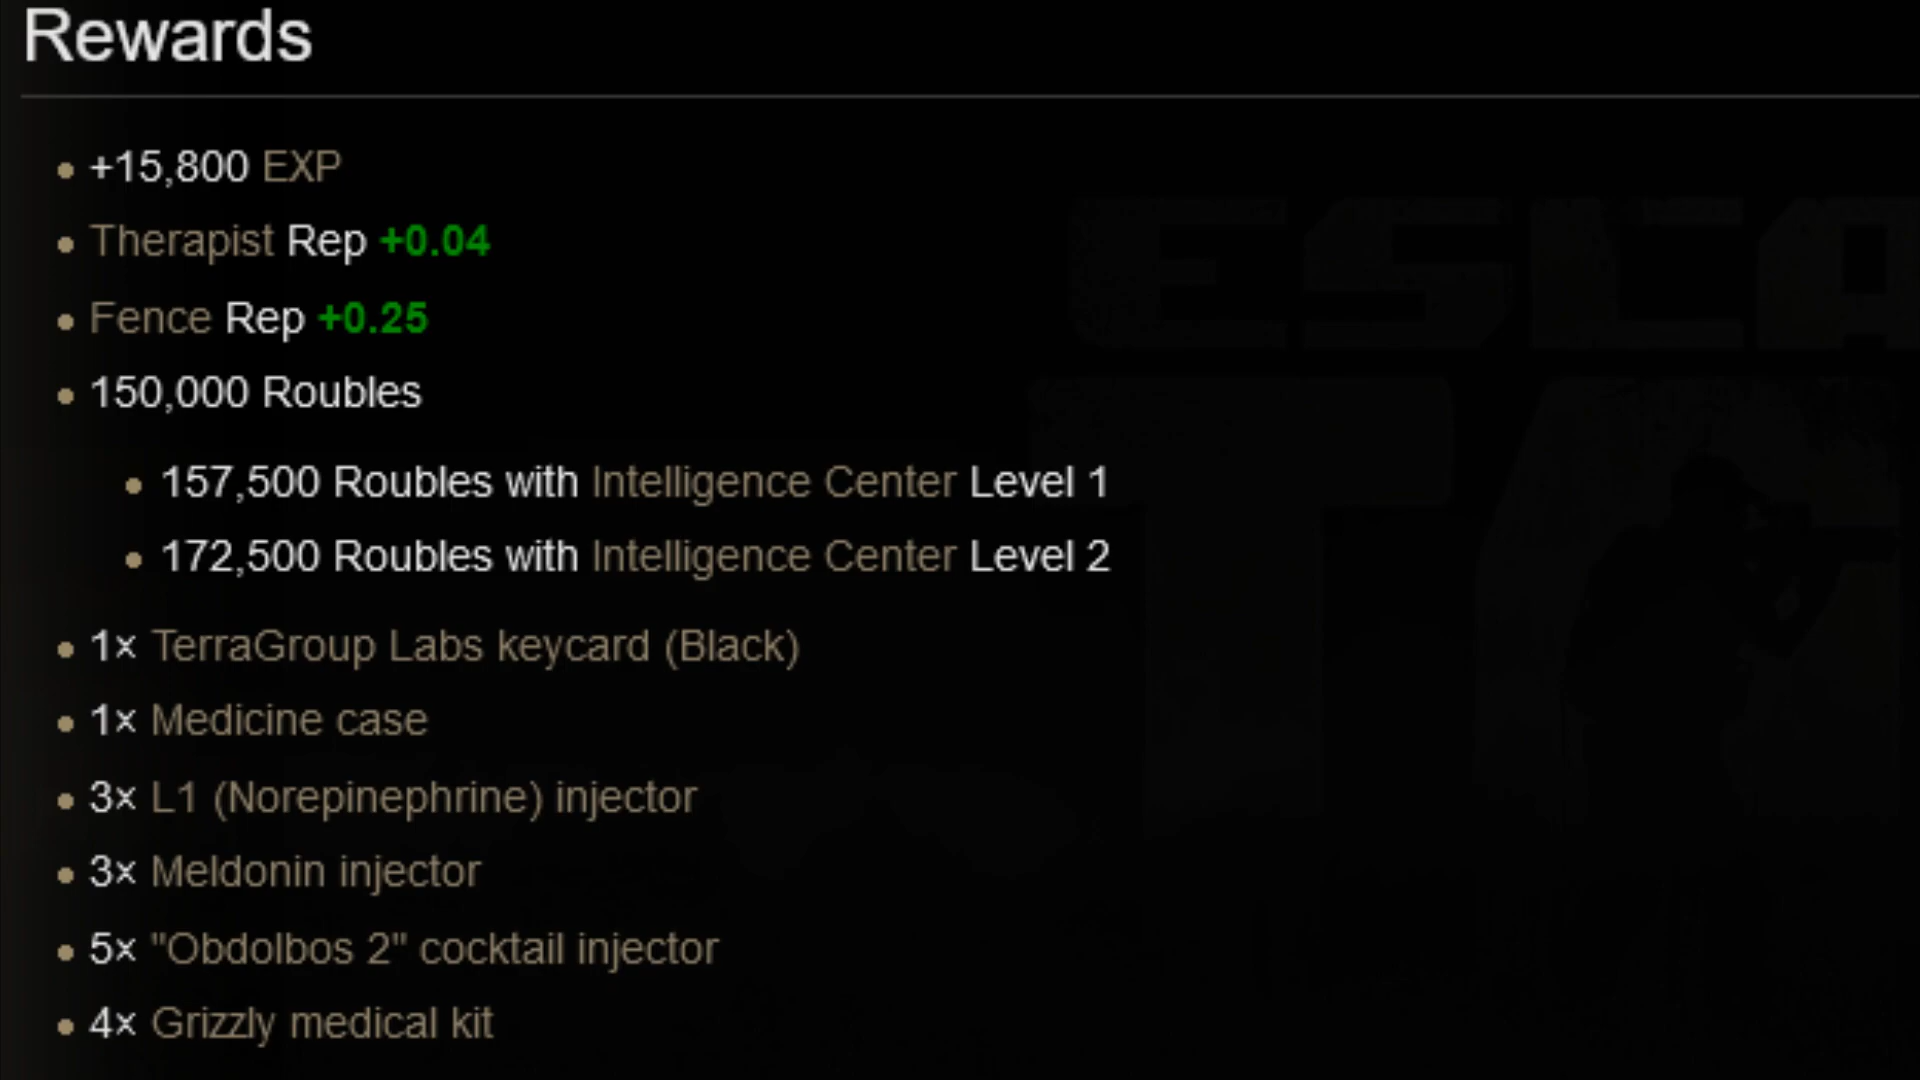 Rewards
+15,800 EXP
Therapist Rep +0.04
Fence Rep +0.25
150,000 Roubles
157,500 Roubles with Intelligence Center Level 1
172,500 Roubles with Intelligence Center Level 2
1× TerraGroup Labs keycard (Black)
1× Medicine case
3× L1 (Norepinephrine) injector
3× Meldonin injector
5× "Obdolbos 2" cocktail injector
4× Grizzly medical kit